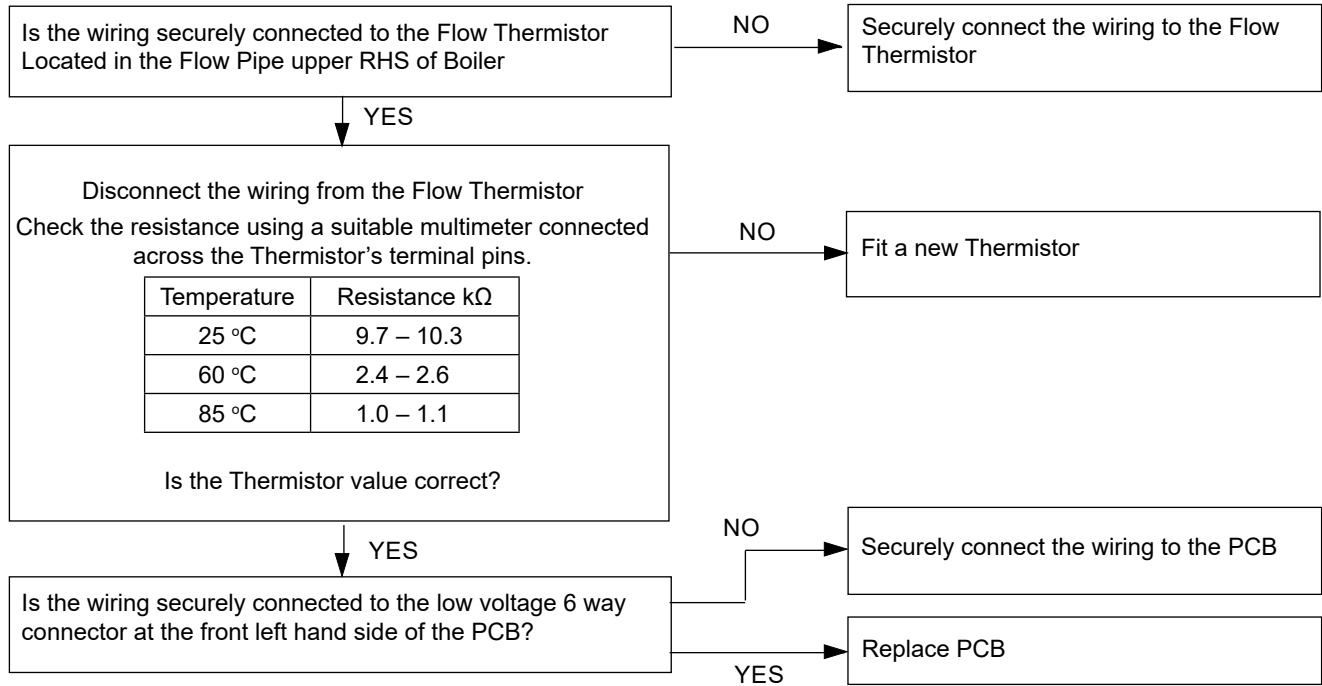 Is the wiring securely connected to the Flow Thermistor
Located in the Flow Pipe upper RHS of Boiler
NO
Securely connect the wiring to the Flow
Thermistor
YES
Disconnect the wiring from the Flow Thermistor
Check the resistance using a suitable multimeter connected
across the Thermistor’s terminal pins.
Temperature Resistance kΩ
25 ºC 9.7 – 10.3
60 ºC 2.4 – 2.6
85 ºC 1.0 – 1.1
Is the Thermistor value correct?
NO
Fit a new Thermistor
YES
Is the wiring securely connected to the low voltage 6 way
connector at the front left hand side of the PCB?
NO
Securely connect the wiring to the PCB
YES
Replace PCB